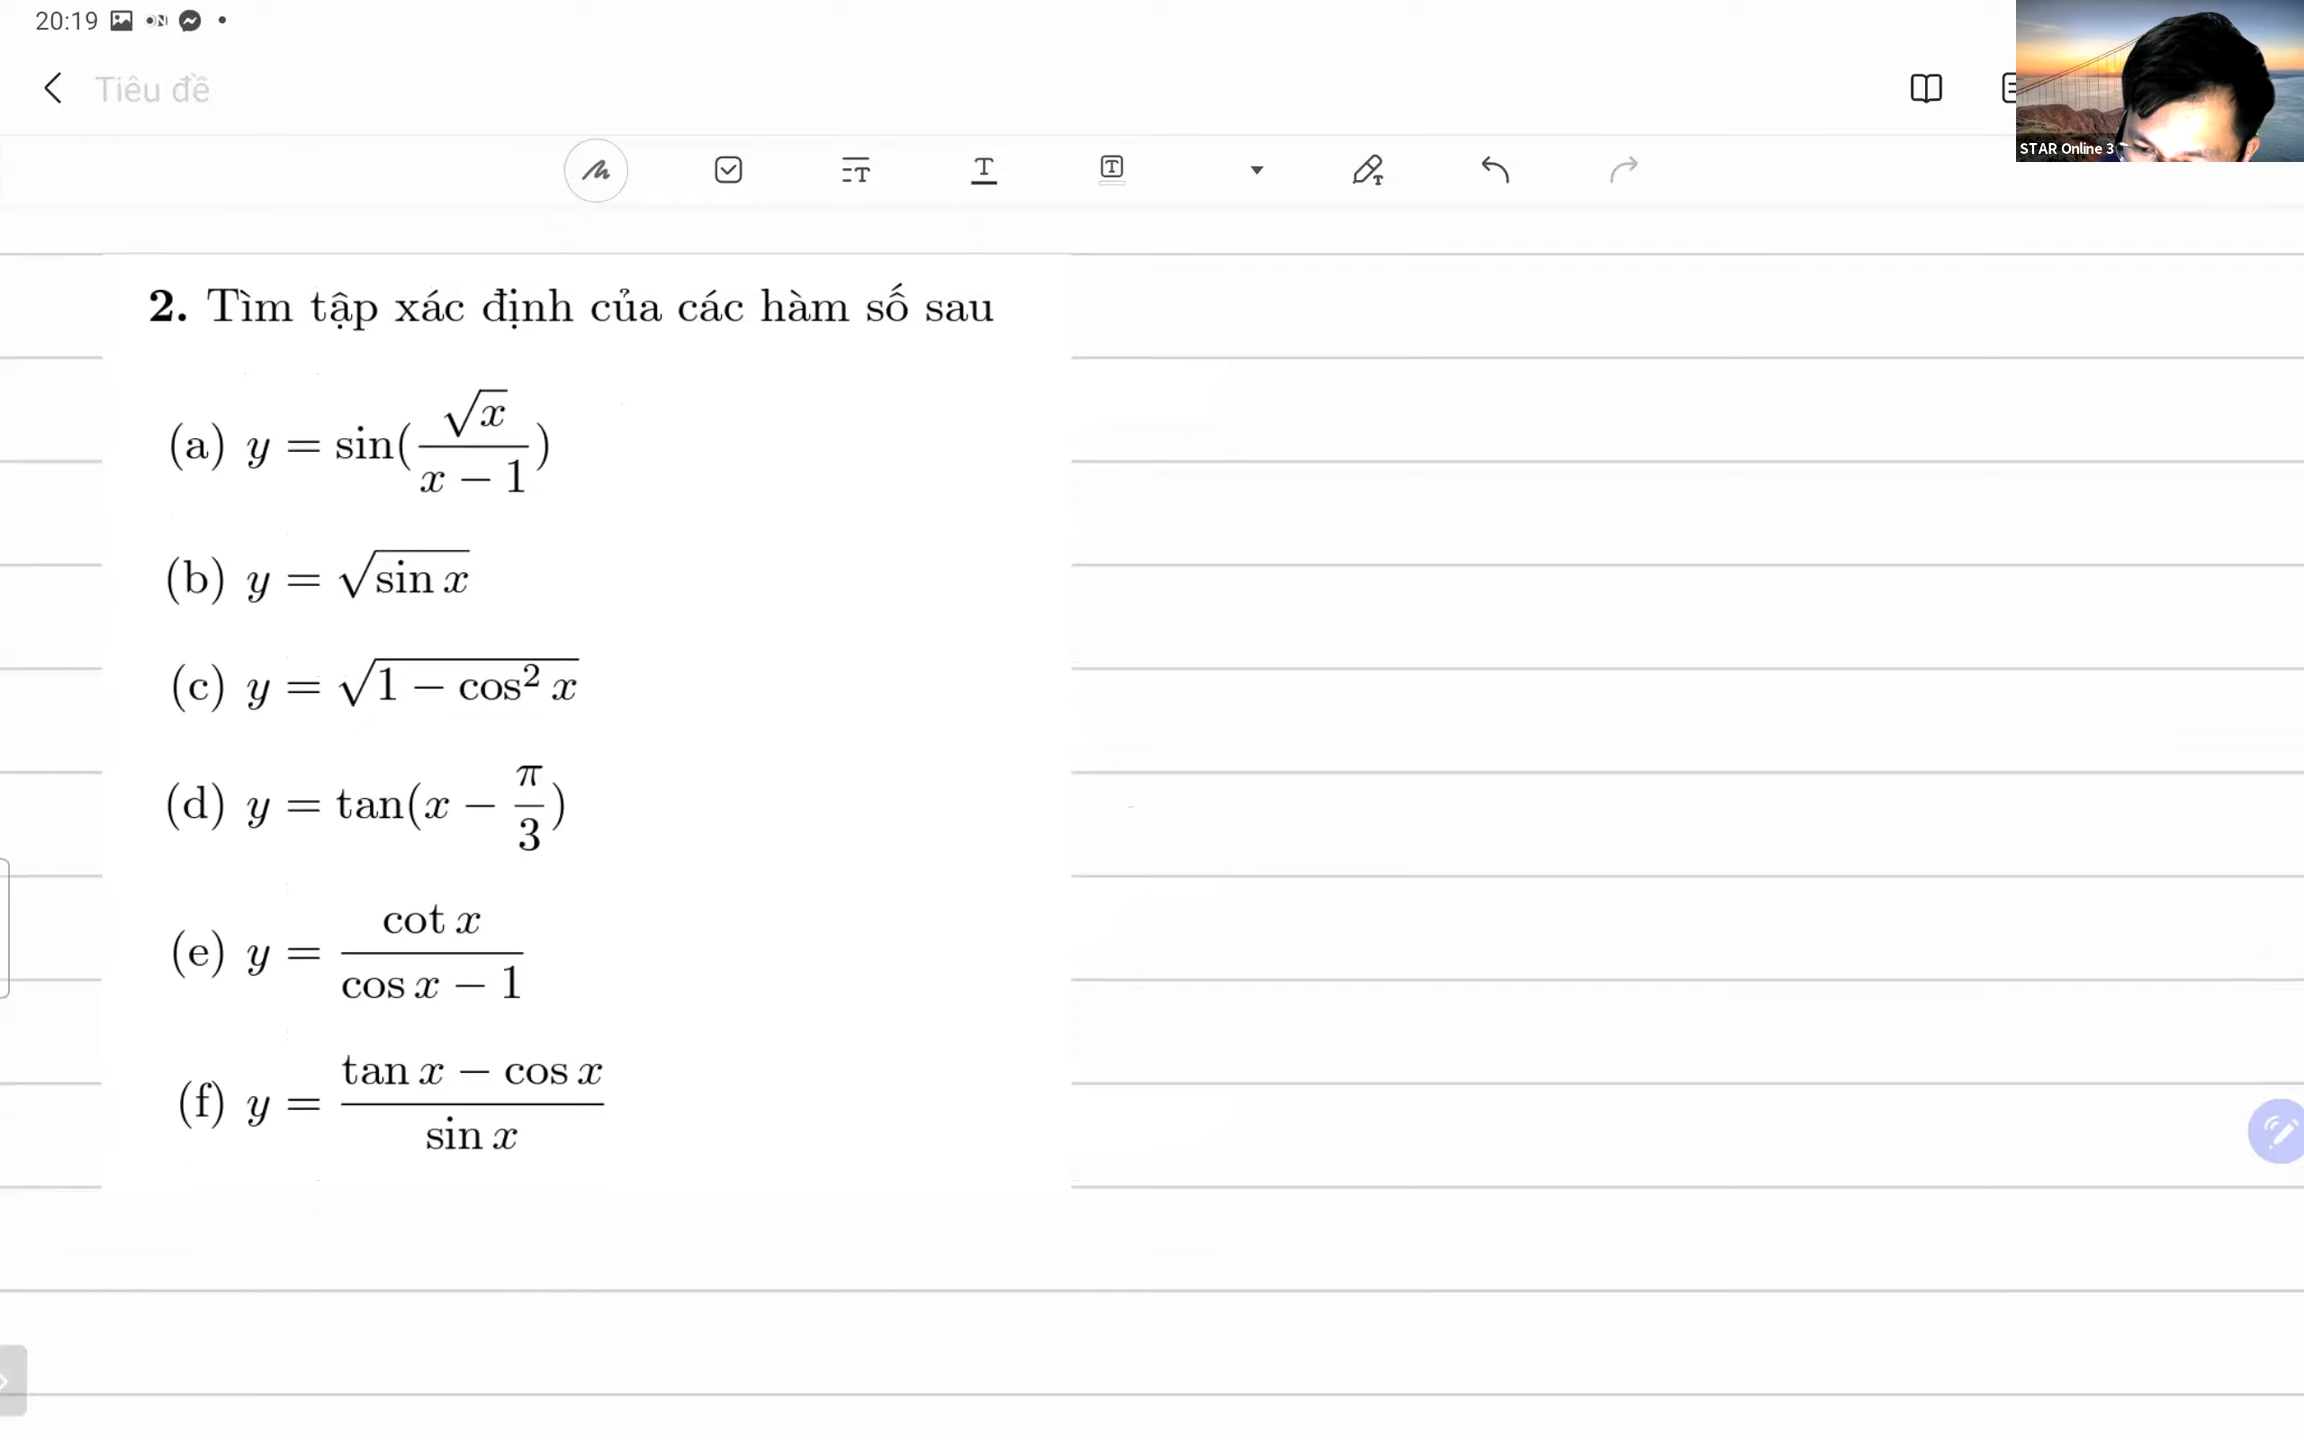 20:19
Tiêu đề
STAR Online 3
2. Tìm tập xác định của các hàm số sau
(a) y = sin(√x / (x − 1))
(b) y = √(sin x)
(c) y = √(1 − cos² x)
(d) y = tan(x − π/3)
(e) y = cot x / (cos x − 1)
(f) y = (tan x − cos x) / sin x